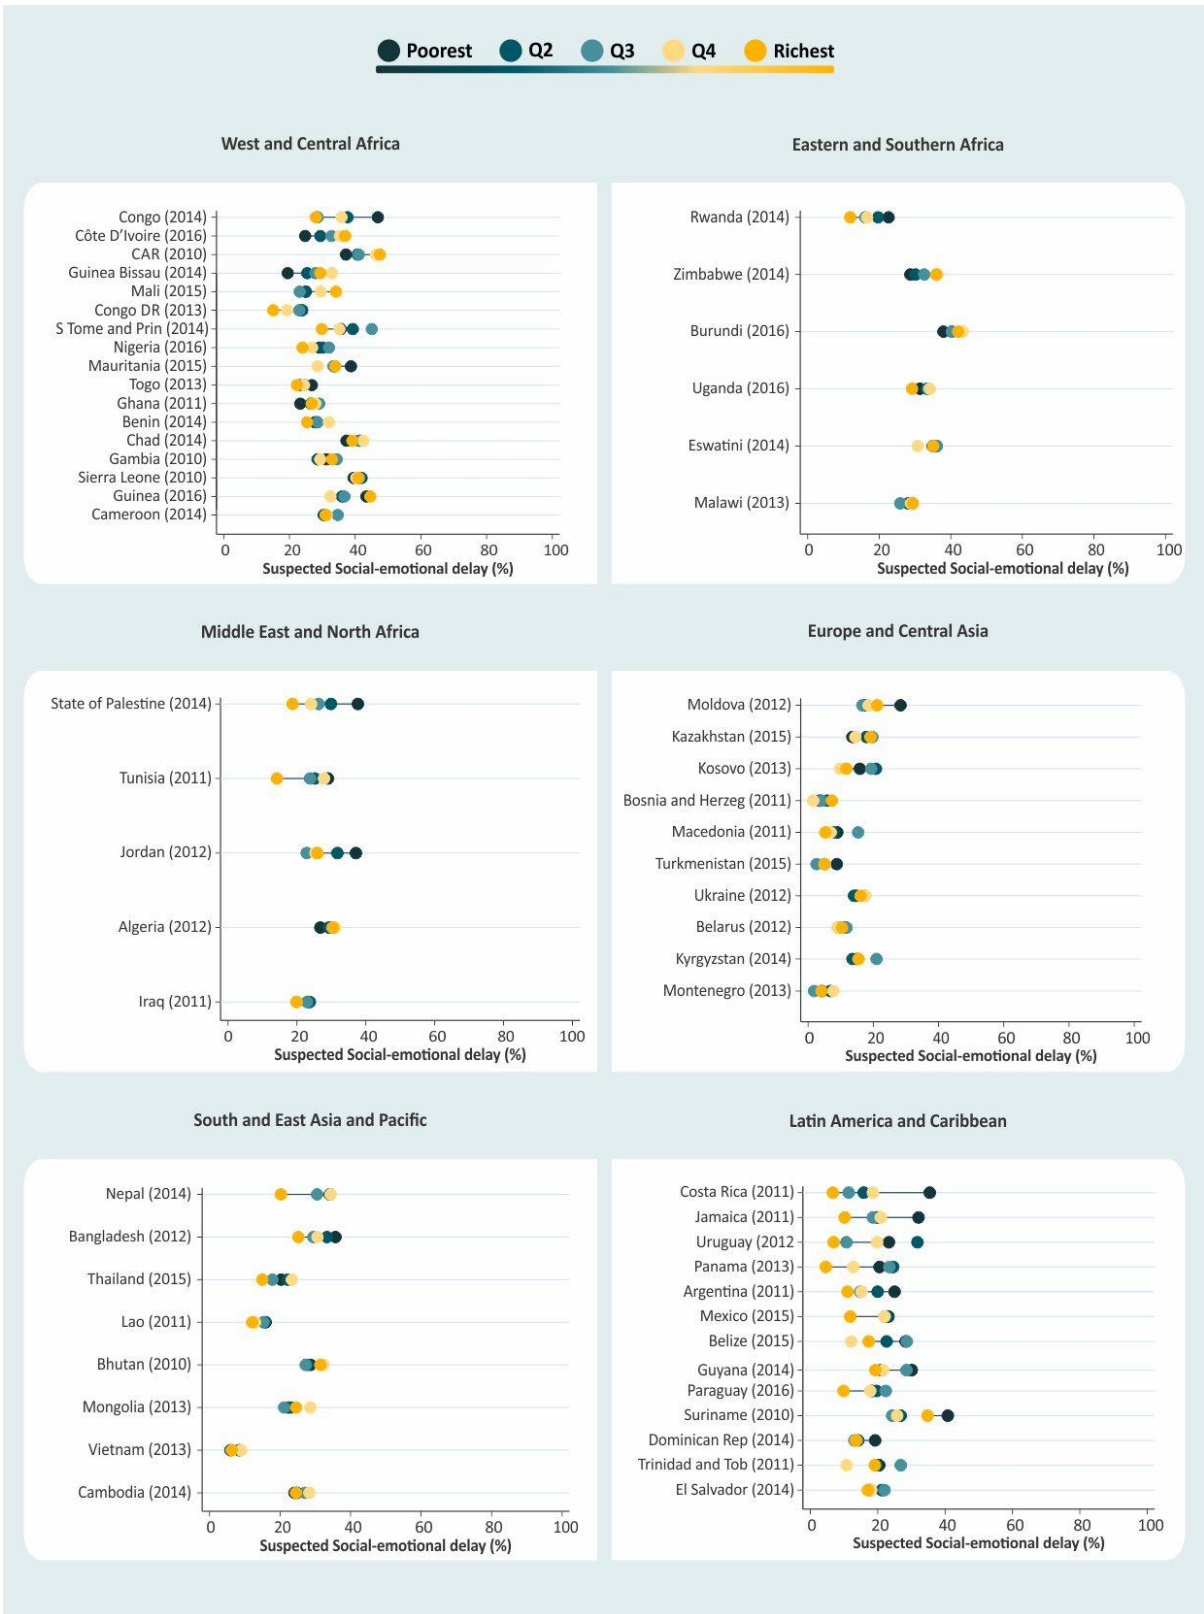 Poorest Q2 Q3 Q4 Richest
West and Central Africa
Congo (2014)
Côte D'Ivoire (2016)
CAR (2010)
Guinea Bissau (2014)
Mali (2015)
Congo DR (2013)
S Tome and Prin (2014)
Nigeria (2016)
Mauritania (2015)
Togo (2013)
Ghana (2011)
Benin (2014)
Chad (2014)
Gambia (2010)
Sierra Leone (2010)
Guinea (2016)
Cameroon (2014)
0 20 40 60 80 100
Suspected Social-emotional delay (%)
Eastern and Southern Africa
Rwanda (2014)
Zimbabwe (2014)
Burundi (2016)
Uganda (2016)
Eswatini (2014)
Malawi (2013)
0 20 40 60 80 100
Suspected Social-emotional delay (%)
Middle East and North Africa
State of Palestine (2014)
Tunisia (2011)
Jordan (2012)
Algeria (2012)
Iraq (2011)
0 20 40 60 80 100
Suspected Social-emotional delay (%)
Europe and Central Asia
Moldova (2012)
Kazakhstan (2015)
Kosovo (2013)
Bosnia and Herzeg (2011)
Macedonia (2011)
Turkmenistan (2015)
Ukraine (2012)
Belarus (2012)
Kyrgyzstan (2014)
Montenegro (2013)
0 20 40 60 80 100
Suspected Social-emotional delay (%)
South and East Asia and Pacific
Nepal (2014)
Bangladesh (2012)
Thailand (2015)
Lao (2011)
Bhutan (2010)
Mongolia (2013)
Vietnam (2013)
Cambodia (2014)
0 20 40 60 80 100
Suspected Social-emotional delay (%)
Latin America and Caribbean
Costa Rica (2011)
Jamaica (2011)
Uruguay (2012
Panama (2013)
Argentina (2011)
Mexico (2015)
Belize (2015)
Guyana (2014)
Paraguay (2016)
Suriname (2010)
Dominican Rep (2014)
Trinidad and Tob (2011)
El Salvador (2014)
0 20 40 60 80 100
Suspected Social-emotional delay (%)